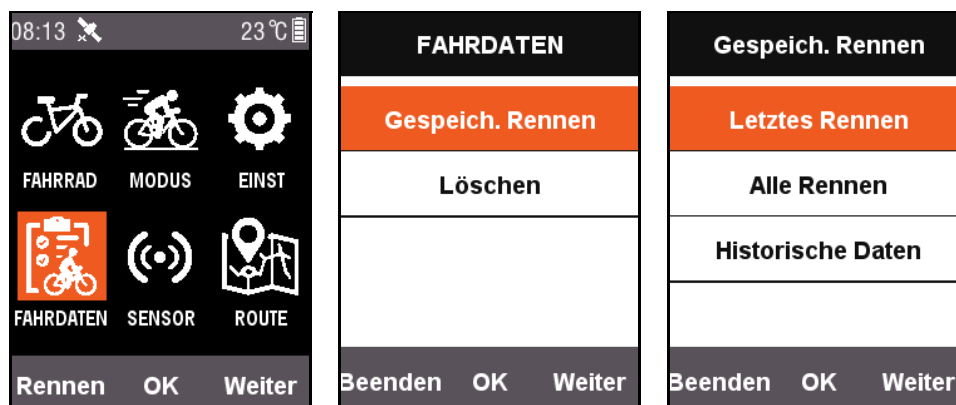 08:13 23 °C
FAHRRAD MODUS EINST
FAHRDATEN SENSOR ROUTE
Rennen OK Weiter
FAHRDATEN
Gespeich. Rennen
Löschen
Beenden OK Weiter
Gespeich. Rennen
Letztes Rennen
Alle Rennen
Historische Daten
Beenden OK Weiter